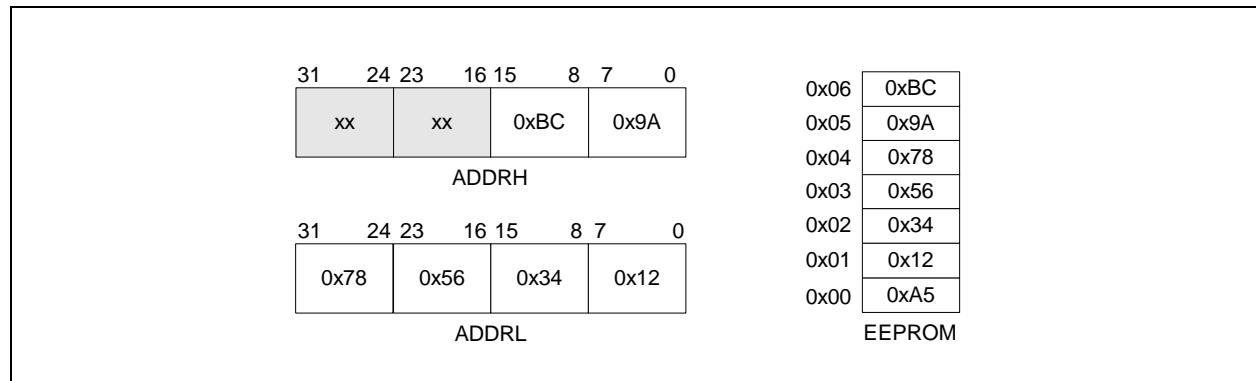 31 24 23 16 15 8 7 0
xx xx 0xBC 0x9A
ADDRH
31 24 23 16 15 8 7 0
0x78 0x56 0x34 0x12
ADDRL
0x06 0xBC
0x05 0x9A
0x04 0x78
0x03 0x56
0x02 0x34
0x01 0x12
0x00 0xA5
EEPROM